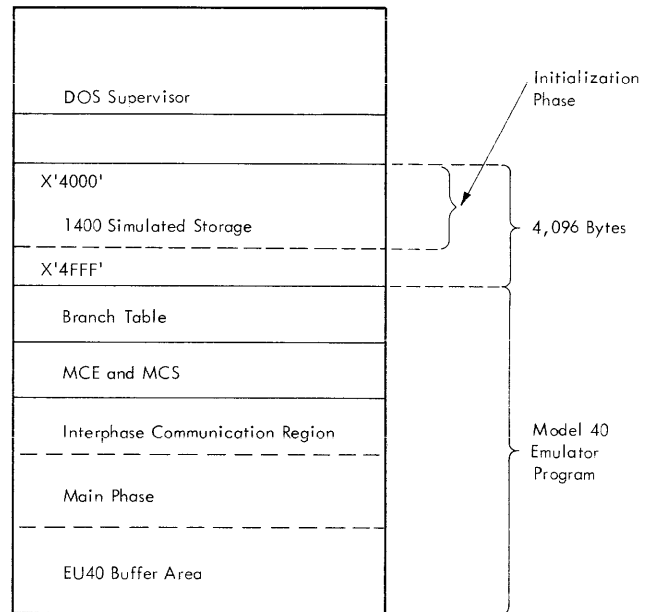 Initialization
Phase
DOS Supervisor
X'4000'
1400 Simulated Storage
4,096 Bytes
X'4FFF'
Branch Table
MCE and MCS
Interphase Communication Region
Model 40
Emulator
Program
Main Phase
EU40 Buffer Area